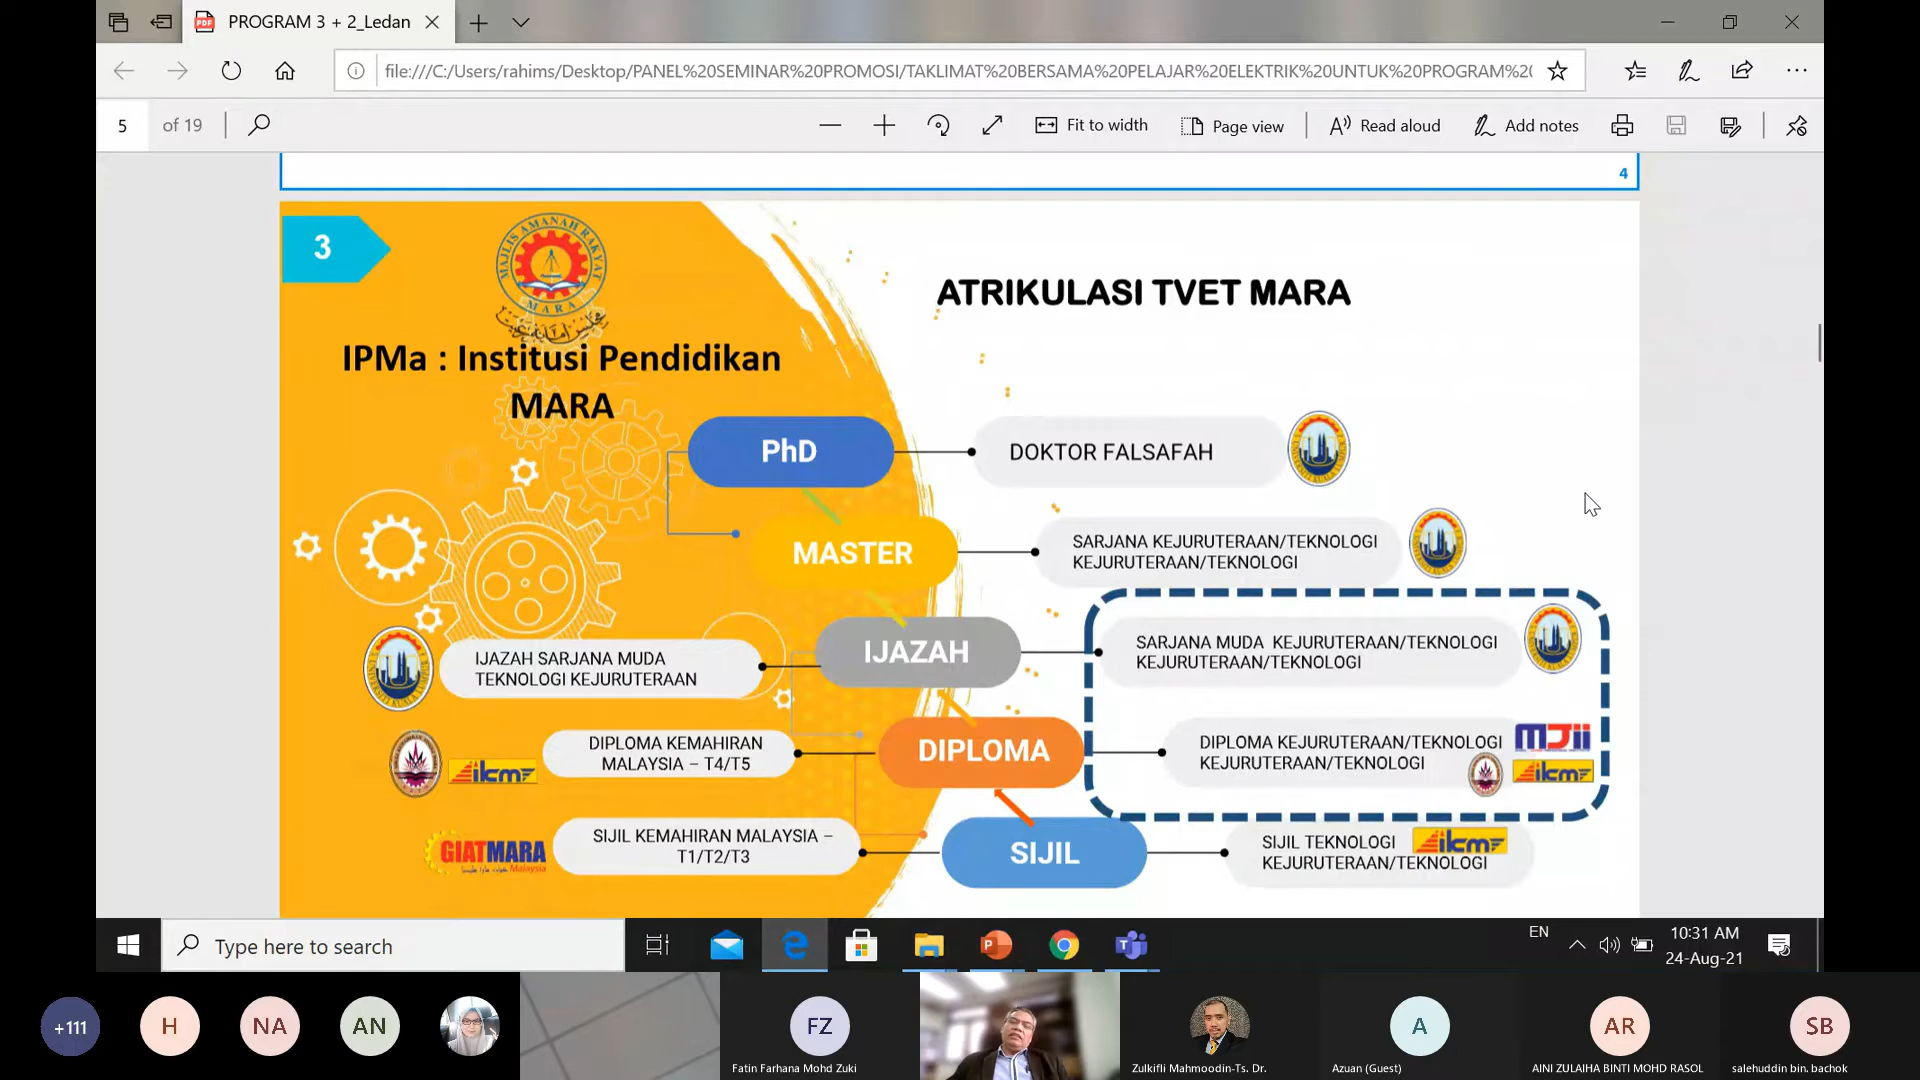 PROGRAM 3 + 2_Ledan
file:///C:/Users/rahims/Desktop/PANEL%20SEMINAR%20PROMOSI/TAKLIMAT%20BERSAMA%20PELAJAR%20ELEKTRIK%20UNTUK%20PROGRAM%20
5 of 19
Fit to width
Page view
Read aloud
Add notes
4
3
MAJLIS AMANAH RAKYAT
MARA
ATRIKULASI TVET MARA
IPMa : Institusi Pendidikan
MARA
PhD
DOKTOR FALSAFAH
MASTER
SARJANA KEJURUTERAAN/TEKNOLOGI
KEJURUTERAAN/TEKNOLOGI
IJAZAH SARJANA MUDA
TEKNOLOGI KEJURUTERAAN
IJAZAH
SARJANA MUDA KEJURUTERAAN/TEKNOLOGI
KEJURUTERAAN/TEKNOLOGI
ikm
DIPLOMA KEMAHIRAN
MALAYSIA – T4/T5
DIPLOMA
DIPLOMA KEJURUTERAAN/TEKNOLOGI
KEJURUTERAAN/TEKNOLOGI
MJii
ikm
GIATMARA
Malaysia
SIJIL KEMAHIRAN MALAYSIA –
T1/T2/T3
SIJIL
SIJIL TEKNOLOGI
KEJURUTERAAN/TEKNOLOGI
ikm
Type here to search
EN
10:31 AM
24-Aug-21
+111
H
NA
AN
FZ
Fatin Farhana Mohd Zuki
Zulkifli Mahmoodin-Ts. Dr.
A
Azuan (Guest)
AR
AINI ZULAIHA BINTI MOHD RASOL
SB
salehuddin bin. bachok